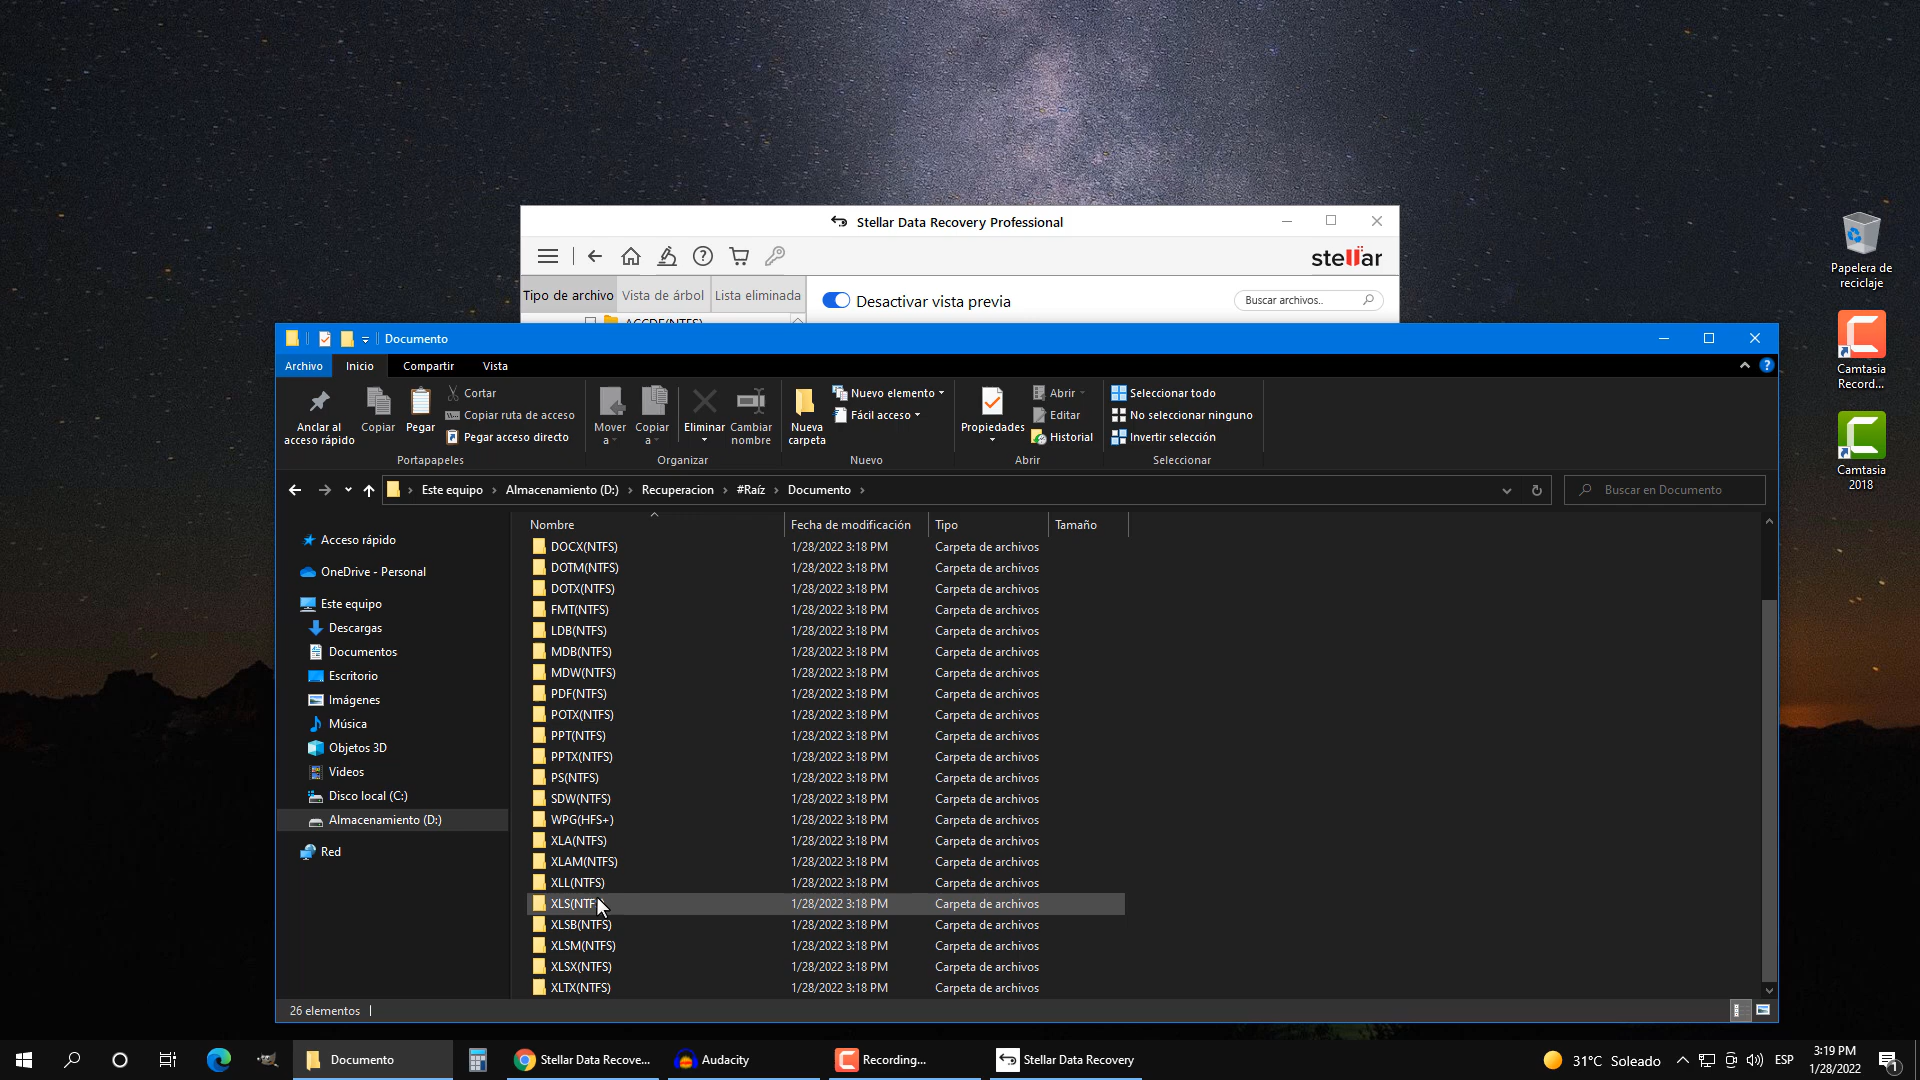 Stellar Data Recovery Professional
stellar
Tipo de archivo
Vista de árbol
Lista eliminada
Desactivar vista previa
Buscar archivos..
ACCDE(NTFS)
Documento
Archivo
Inicio
Compartir
Vista
Anclar al
acceso rápido
Copiar
Pegar
Cortar
Copiar ruta de acceso
Pegar acceso directo
Mover
a
Copiar
a
Eliminar
Cambiar
nombre
Nueva
carpeta
Nuevo elemento
Fácil acceso
Propiedades
Abrir
Editar
Historial
Seleccionar todo
No seleccionar ninguno
Invertir selección
Portapapeles
Organizar
Nuevo
Abrir
Seleccionar
Este equipo
Almacenamiento (D:)
Recuperacion
#Raíz
Documento
Buscar en Documento
Acceso rápido
OneDrive - Personal
Este equipo
Descargas
Documentos
Escritorio
Imágenes
Música
Objetos 3D
Videos
Disco local (C:)
Almacenamiento (D:)
Red
Nombre Fecha de modificación Tipo Tamaño
DOCX(NTFS) 1/28/2022 3:18 PM Carpeta de archivos
DOTM(NTFS) 1/28/2022 3:18 PM Carpeta de archivos
DOTX(NTFS) 1/28/2022 3:18 PM Carpeta de archivos
FMT(NTFS) 1/28/2022 3:18 PM Carpeta de archivos
LDB(NTFS) 1/28/2022 3:18 PM Carpeta de archivos
MDB(NTFS) 1/28/2022 3:18 PM Carpeta de archivos
MDW(NTFS) 1/28/2022 3:18 PM Carpeta de archivos
PDF(NTFS) 1/28/2022 3:18 PM Carpeta de archivos
POTX(NTFS) 1/28/2022 3:18 PM Carpeta de archivos
PPT(NTFS) 1/28/2022 3:18 PM Carpeta de archivos
PPTX(NTFS) 1/28/2022 3:18 PM Carpeta de archivos
PS(NTFS) 1/28/2022 3:18 PM Carpeta de archivos
SDW(NTFS) 1/28/2022 3:18 PM Carpeta de archivos
WPG(HFS+) 1/28/2022 3:18 PM Carpeta de archivos
XLA(NTFS) 1/28/2022 3:18 PM Carpeta de archivos
XLAM(NTFS) 1/28/2022 3:18 PM Carpeta de archivos
XLL(NTFS) 1/28/2022 3:18 PM Carpeta de archivos
XLS(NTFS) 1/28/2022 3:18 PM Carpeta de archivos
XLSB(NTFS) 1/28/2022 3:18 PM Carpeta de archivos
XLSM(NTFS) 1/28/2022 3:18 PM Carpeta de archivos
XLSX(NTFS) 1/28/2022 3:18 PM Carpeta de archivos
XLTX(NTFS) 1/28/2022 3:18 PM Carpeta de archivos
26 elementos
Papelera de
reciclaje
Camtasia
Record...
Camtasia
2018
Documento
Stellar Data Recove...
Audacity
Recording...
Stellar Data Recovery
31°C Soleado
ESP
3:19 PM
1/28/2022
1